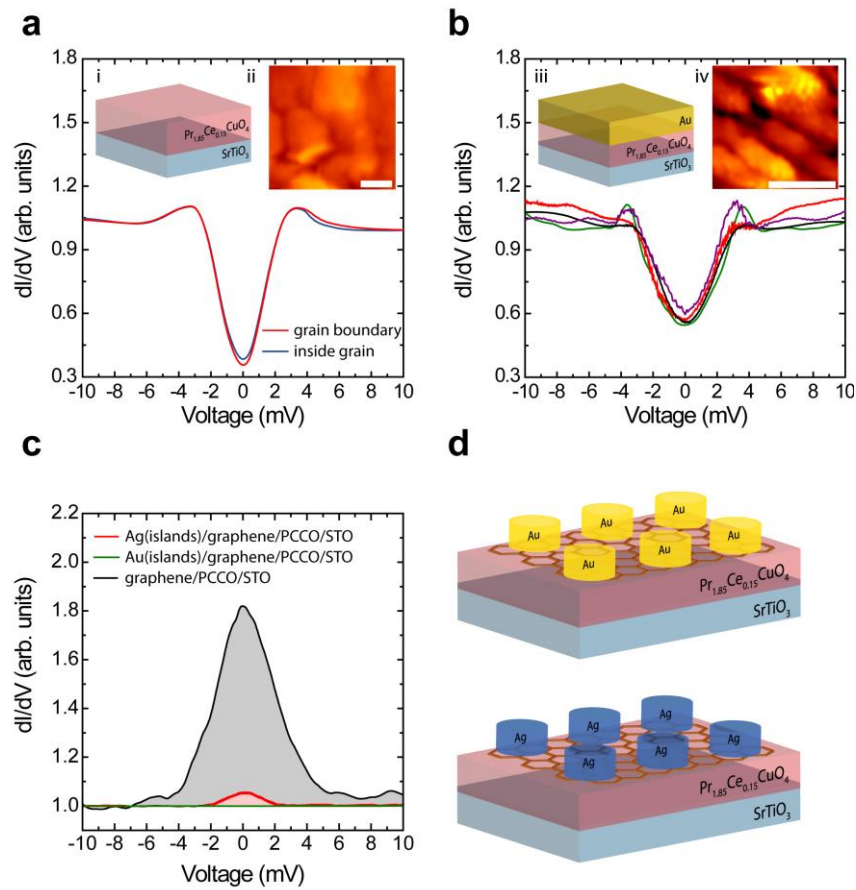 a
b
1.8
1.5
1.2
0.9
0.6
0.3
dI/dV (arb. units)
i
ii
Pr1.85Ce0.15CuO4
SrTiO3
grain boundary
inside grain
-10 -8 -6 -4 -2 0 2 4 6 8 10
Voltage (mV)
1.8
1.5
1.2
0.9
0.6
0.3
dI/dV (arb. units)
iii
iv
Au
Pr1.85Ce0.15CuO4
SrTiO3
-10 -8 -6 -4 -2 0 2 4 6 8 10
Voltage (mV)
c
d
2.2
2.0
1.8
1.6
1.4
1.2
1.0
dI/dV (arb. units)
Ag(islands)/graphene/PCCO/STO
Au(islands)/graphene/PCCO/STO
graphene/PCCO/STO
-10 -8 -6 -4 -2 0 2 4 6 8 10
Voltage (mV)
Au
Au
Au
Au
Au
Au
Pr1.85Ce0.15CuO4
SrTiO3
Ag
Ag
Ag
Ag
Ag
Ag
Pr1.85Ce0.15CuO4
SrTiO3